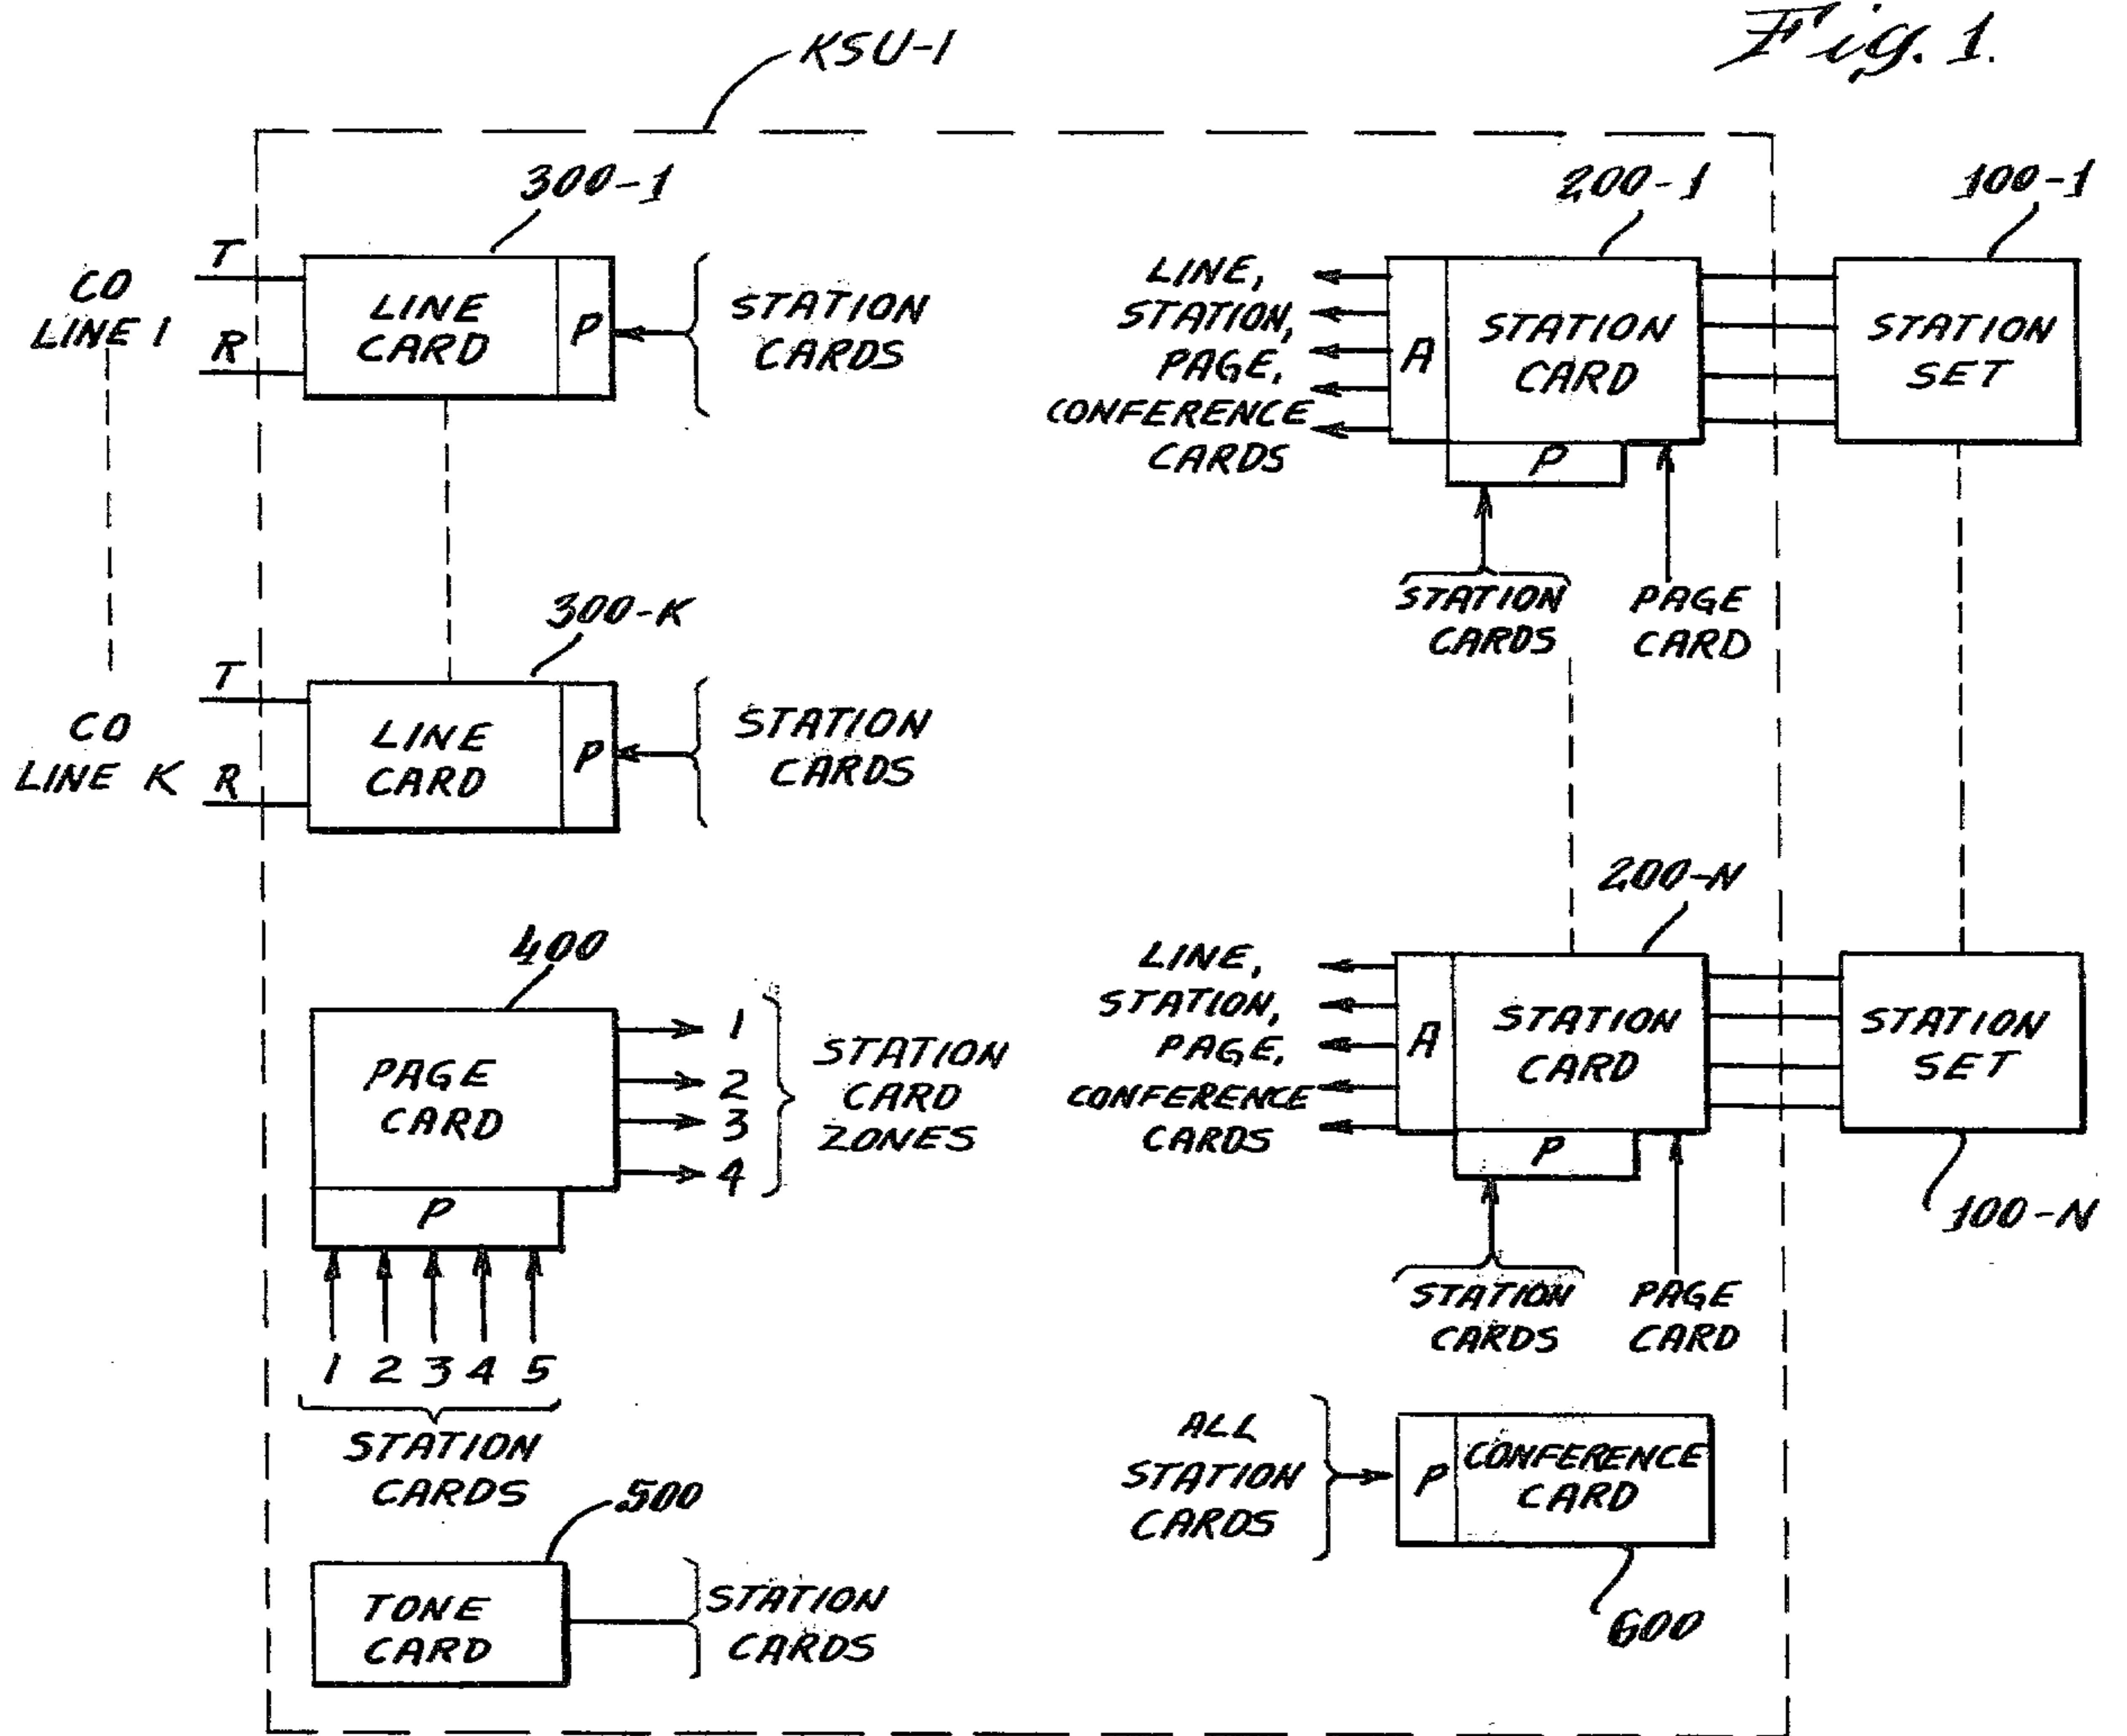 Fig. 1.
KSU-1
300-1
200-1
100-1
CO
LINE 1
T
R
LINE
CARD
P
STATION
CARDS
LINE,
STATION,
PAGE,
CONFERENCE
CARDS
A
STATION
CARD
P
STATION
SET
STATION
CARDS
PAGE
CARD
300-K
CO
LINE K
T
R
LINE
CARD
P
STATION
CARDS
200-N
400
PAGE
CARD
P
1
2
3
4
STATION
CARD
ZONES
1 2 3 4 5
STATION
CARDS
LINE,
STATION,
PAGE,
CONFERENCE
CARDS
A
STATION
CARD
P
STATION
SET
100-N
STATION
CARDS
PAGE
CARD
500
TONE
CARD
STATION
CARDS
ALL
STATION
CARDS
P
CONFERENCE
CARD
600